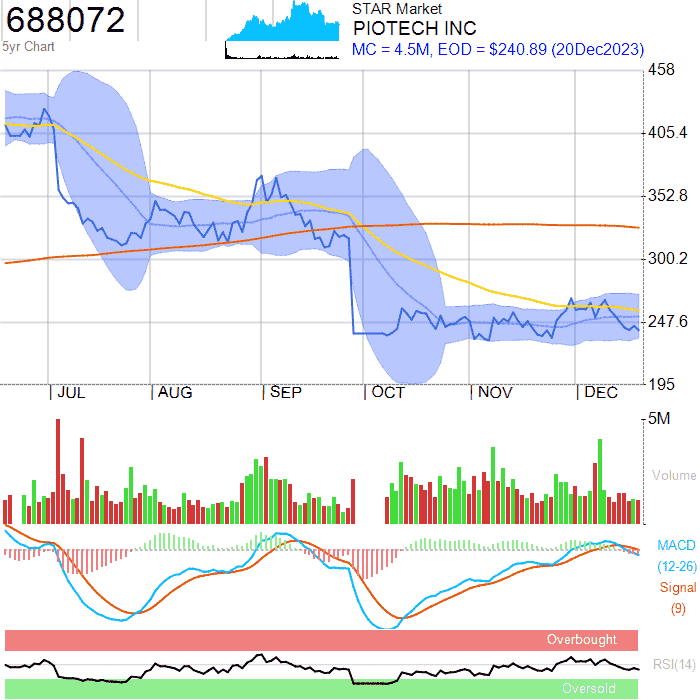 688072
5yr Chart
STAR Market
PIOTECH INC
MC = 4.5M, EOD = $240.89 (20Dec2023)
458
405.4
352.8
300.2
247.6
195
JUL AUG SEP OCT NOV DEC
5M
Volume
MACD
(12-26)
Signal
(9)
Overbought
RSI(14)
Oversold